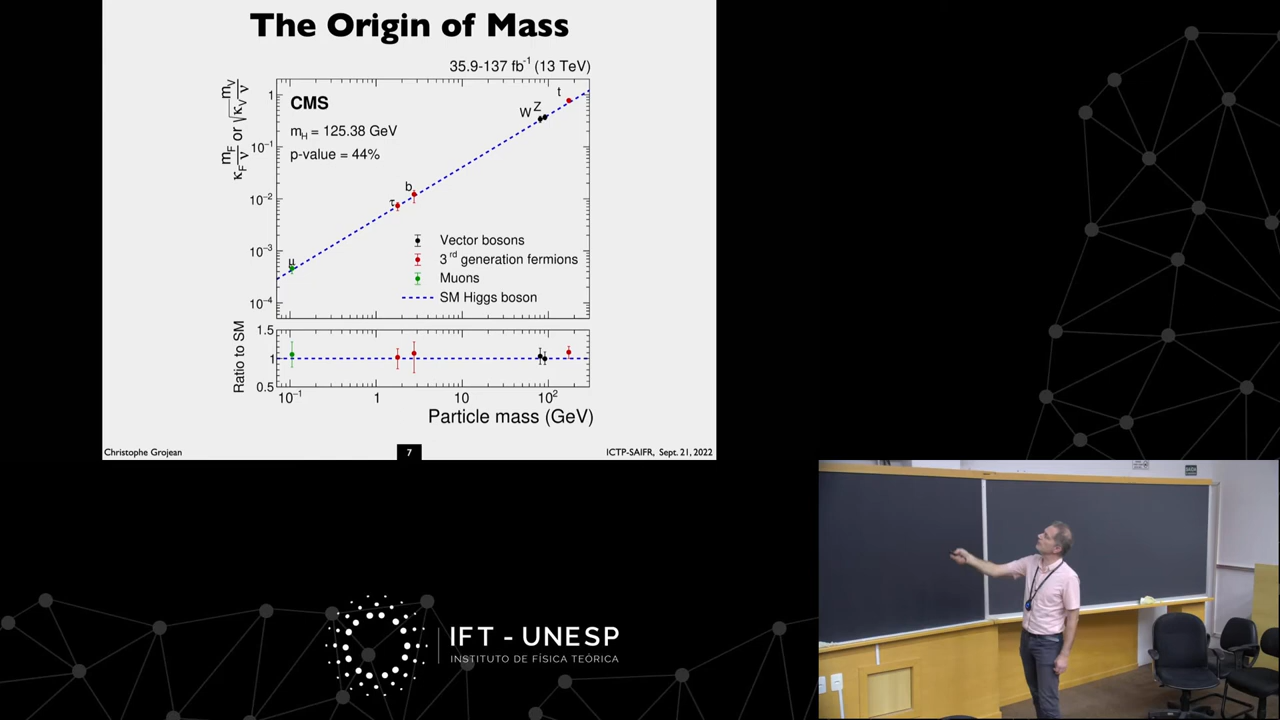 The Origin of Mass
35.9-137 fb⁻¹ (13 TeV)
κ_F m_F/ν or √κ_V m_V/ν
CMS
m_H = 125.38 GeV
p-value = 44%
1
10⁻¹
10⁻²
10⁻³
10⁻⁴
μ
τ
b
W
Z
t
Vector bosons
3rd generation fermions
Muons
SM Higgs boson
Ratio to SM
1.5
1
0.5
10⁻¹ 1 10 10²
Particle mass (GeV)
Christophe Grojean
7
ICTP-SAIFR, Sept. 21, 2022
IFT - UNESP
INSTITUTO DE FÍSICA TEÓRICA